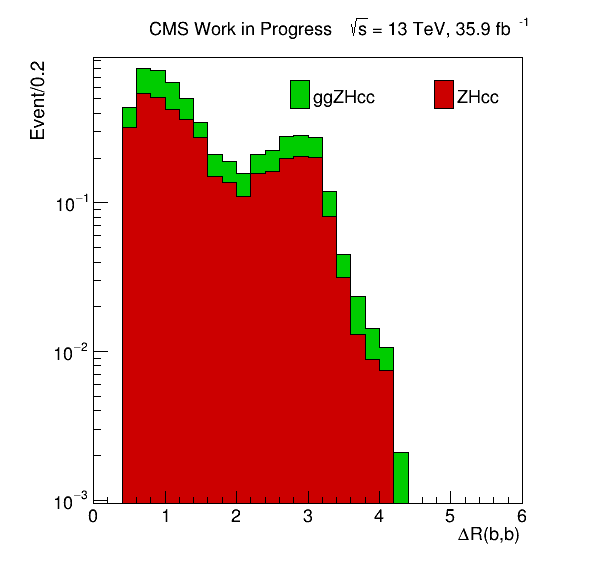 CMS Work in Progress √s = 13 TeV, 35.9 fb⁻¹
Event/0.2
ggZHcc ZHcc
10⁻¹
10⁻²
10⁻³
0 1 2 3 4 5 6
ΔR(b,b)